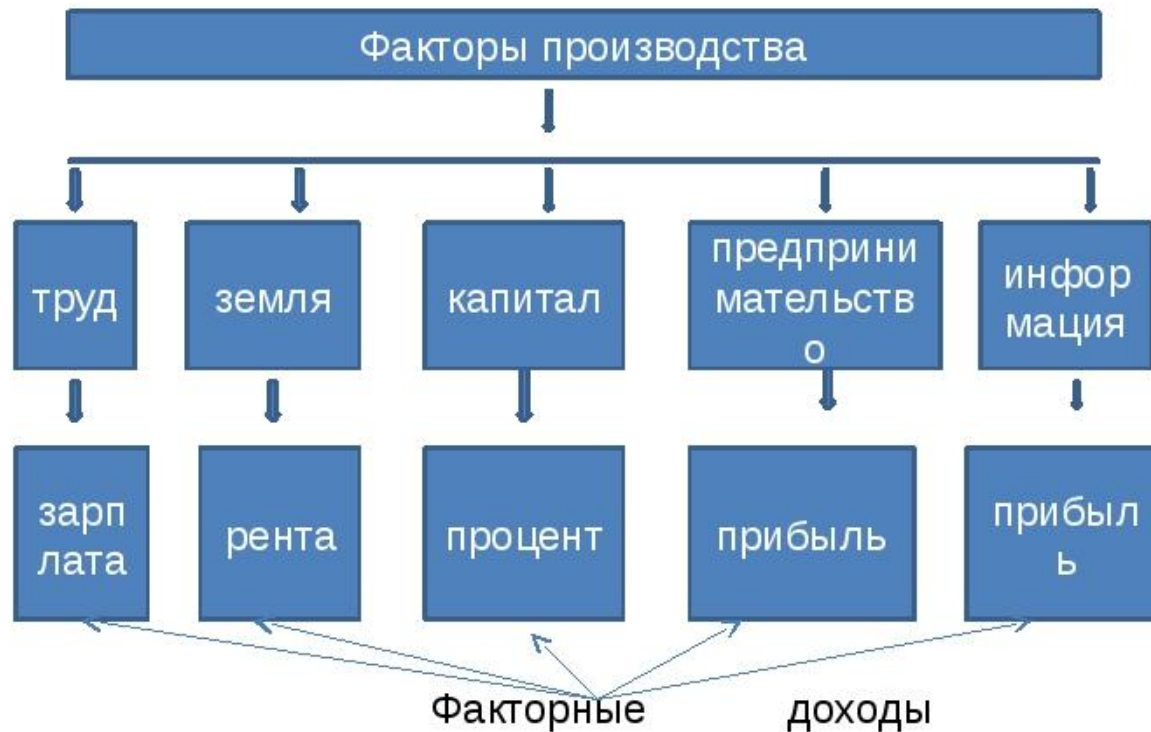 Факторы производства
труд
земля
капитал
предприни
мательств
о
инфор
мация
зарп
лата
рента
процент
прибыль
прибыл
ь
Факторные доходы